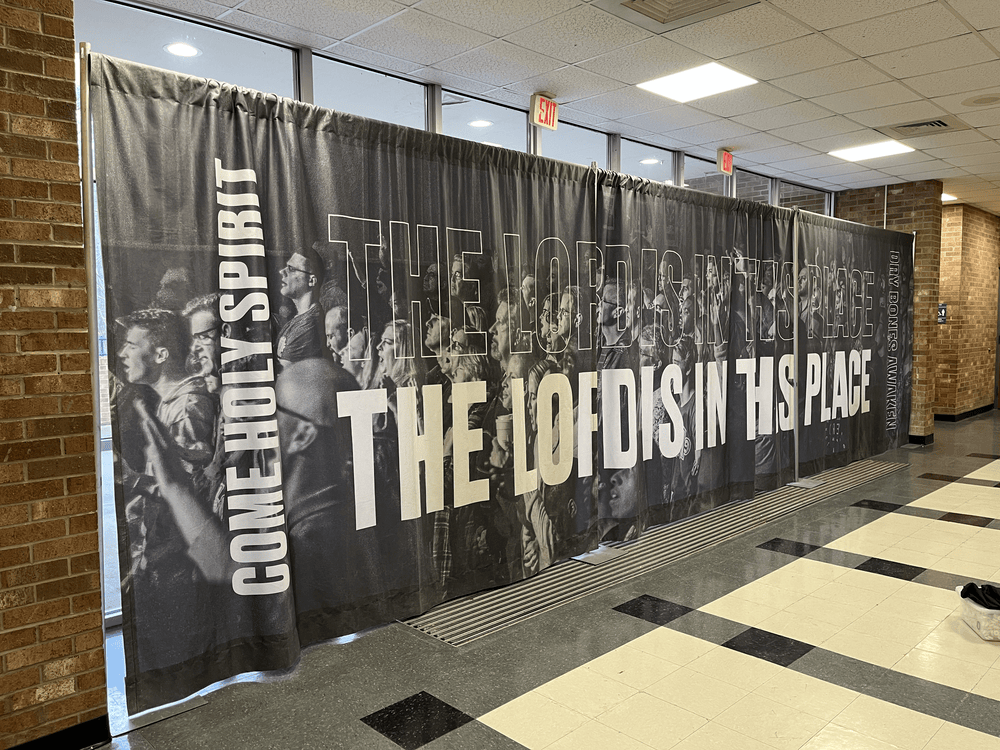 EXIT
EXIT
COME HOLY SPIRIT
THE LORD IS IN THIS PLACE
THE LORD IS IN THIS PLACE
DRY BONES AWAKEN